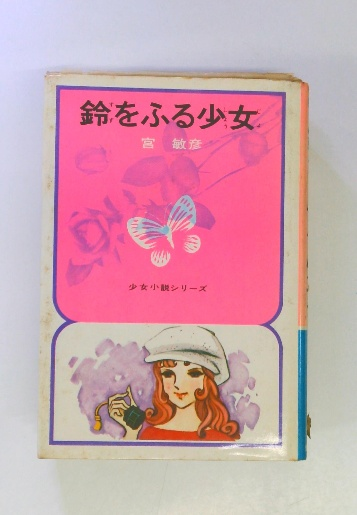 鈴をふる少女
宮 敏彦
少女小説シリーズ